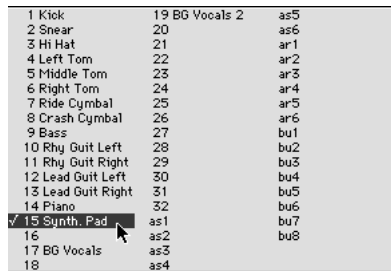 1 Kick
2 Snear
3 Hi Hat
4 Left Tom
5 Middle Tom
6 Right Tom
7 Ride Cymbal
8 Crash Cymbal
9 Bass
10 Rhy Guit Left
11 Rhy Guit Right
12 Lead Guit Left
13 Lead Guit Right
14 Piano
✓ 15 Synth. Pad
16
17 BG Vocals
18
19 BG Vocals 2
20
21
22
23
24
25
26
27
28
29
30
31
32
as1
as2
as3
as4
as5
as6
ar1
ar2
ar3
ar4
ar5
ar6
bu1
bu2
bu3
bu4
bu5
bu6
bu7
bu8